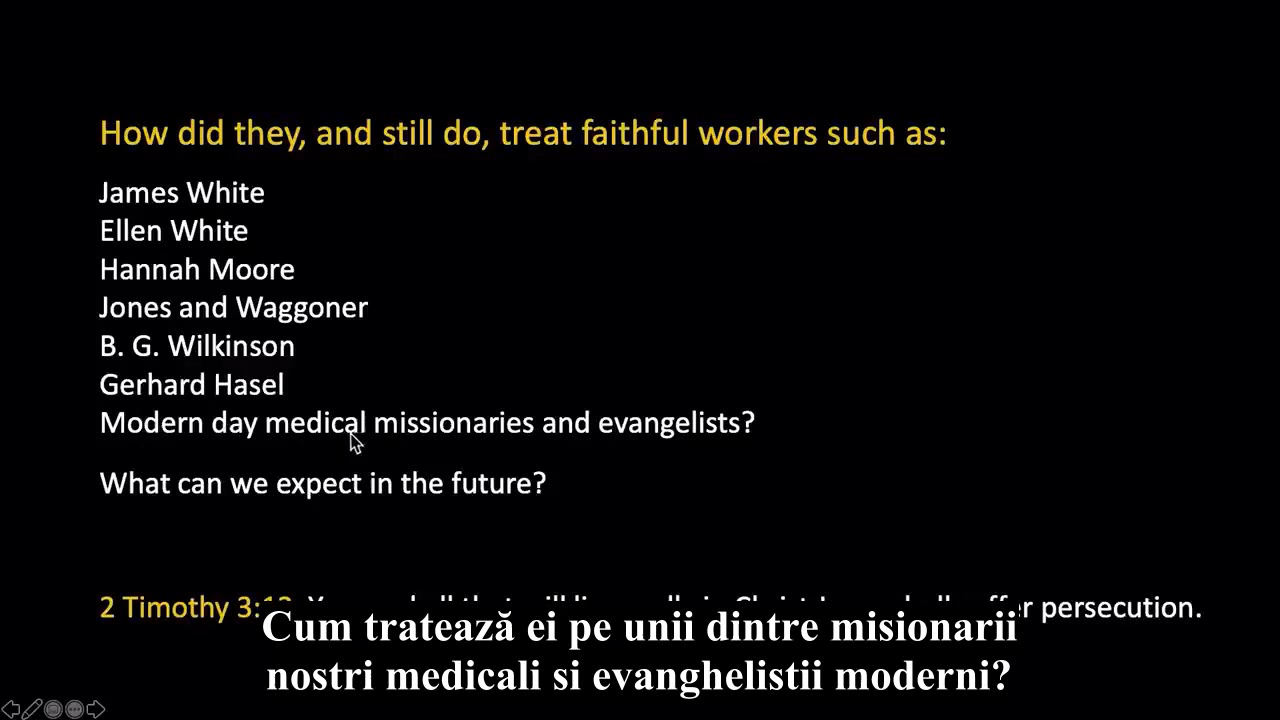 How did they, and still do, treat faithful workers such as:
James White
Ellen White
Hannah Moore
Jones and Waggoner
B. G. Wilkinson
Gerhard Hasel
Modern day medical missionaries and evangelists?
What can we expect in the future?
2 Timothy 3: persecution.
Cum tratează ei pe unii dintre misionarii
nostri medicali si evanghelistii moderni?